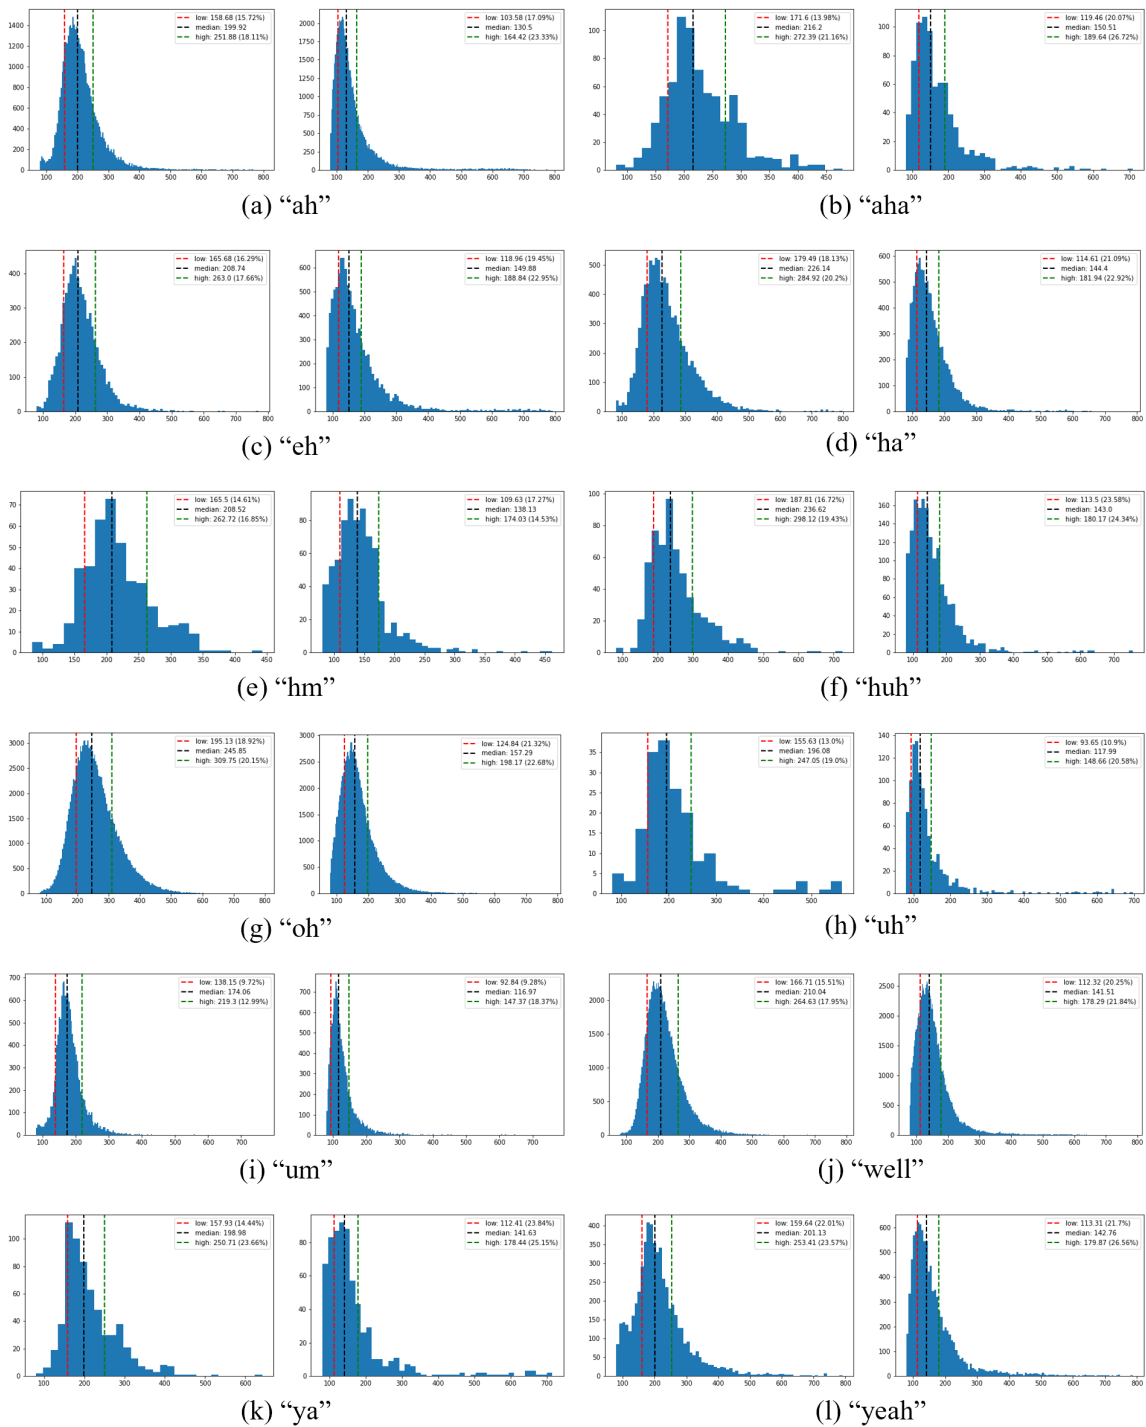 low: 158.68 (15.72%)
median: 199.92
high: 251.88 (18.11%)
low: 103.58 (17.09%)
median: 130.5
high: 164.42 (23.33%)
(a) “ah”
low: 171.6 (13.98%)
median: 216.2
high: 272.39 (21.16%)
low: 119.46 (20.07%)
median: 150.51
high: 189.64 (26.72%)
(b) “aha”
low: 165.68 (16.29%)
median: 208.74
high: 263.0 (17.66%)
low: 118.96 (19.45%)
median: 149.88
high: 188.84 (22.95%)
(c) “eh”
low: 179.49 (18.13%)
median: 226.14
high: 284.92 (20.2%)
low: 114.61 (21.09%)
median: 144.4
high: 181.94 (22.92%)
(d) “ha”
low: 165.5 (14.61%)
median: 208.52
high: 262.72 (16.85%)
low: 109.63 (17.27%)
median: 138.13
high: 174.03 (14.53%)
(e) “hm”
low: 187.81 (16.72%)
median: 236.62
high: 298.12 (19.43%)
low: 113.5 (23.58%)
median: 143.0
high: 180.17 (24.34%)
(f) “huh”
low: 195.13 (18.92%)
median: 245.85
high: 309.75 (20.15%)
low: 124.84 (21.32%)
median: 157.29
high: 198.17 (22.68%)
(g) “oh”
low: 155.63 (13.0%)
median: 196.08
high: 247.05 (19.0%)
low: 93.65 (10.9%)
median: 117.99
high: 148.66 (20.58%)
(h) “uh”
low: 138.15 (9.72%)
median: 174.06
high: 219.3 (12.99%)
low: 92.84 (9.28%)
median: 116.97
high: 147.37 (18.37%)
(i) “um”
low: 166.71 (15.51%)
median: 210.04
high: 264.63 (17.95%)
low: 112.32 (20.25%)
median: 141.51
high: 178.29 (21.84%)
(j) “well”
low: 157.93 (14.44%)
median: 198.98
high: 250.71 (23.66%)
low: 112.41 (23.84%)
median: 141.63
high: 178.44 (25.15%)
(k) “ya”
low: 159.64 (22.01%)
median: 201.13
high: 253.41 (23.57%)
low: 113.31 (21.7%)
median: 142.76
high: 179.87 (26.56%)
(l) “yeah”